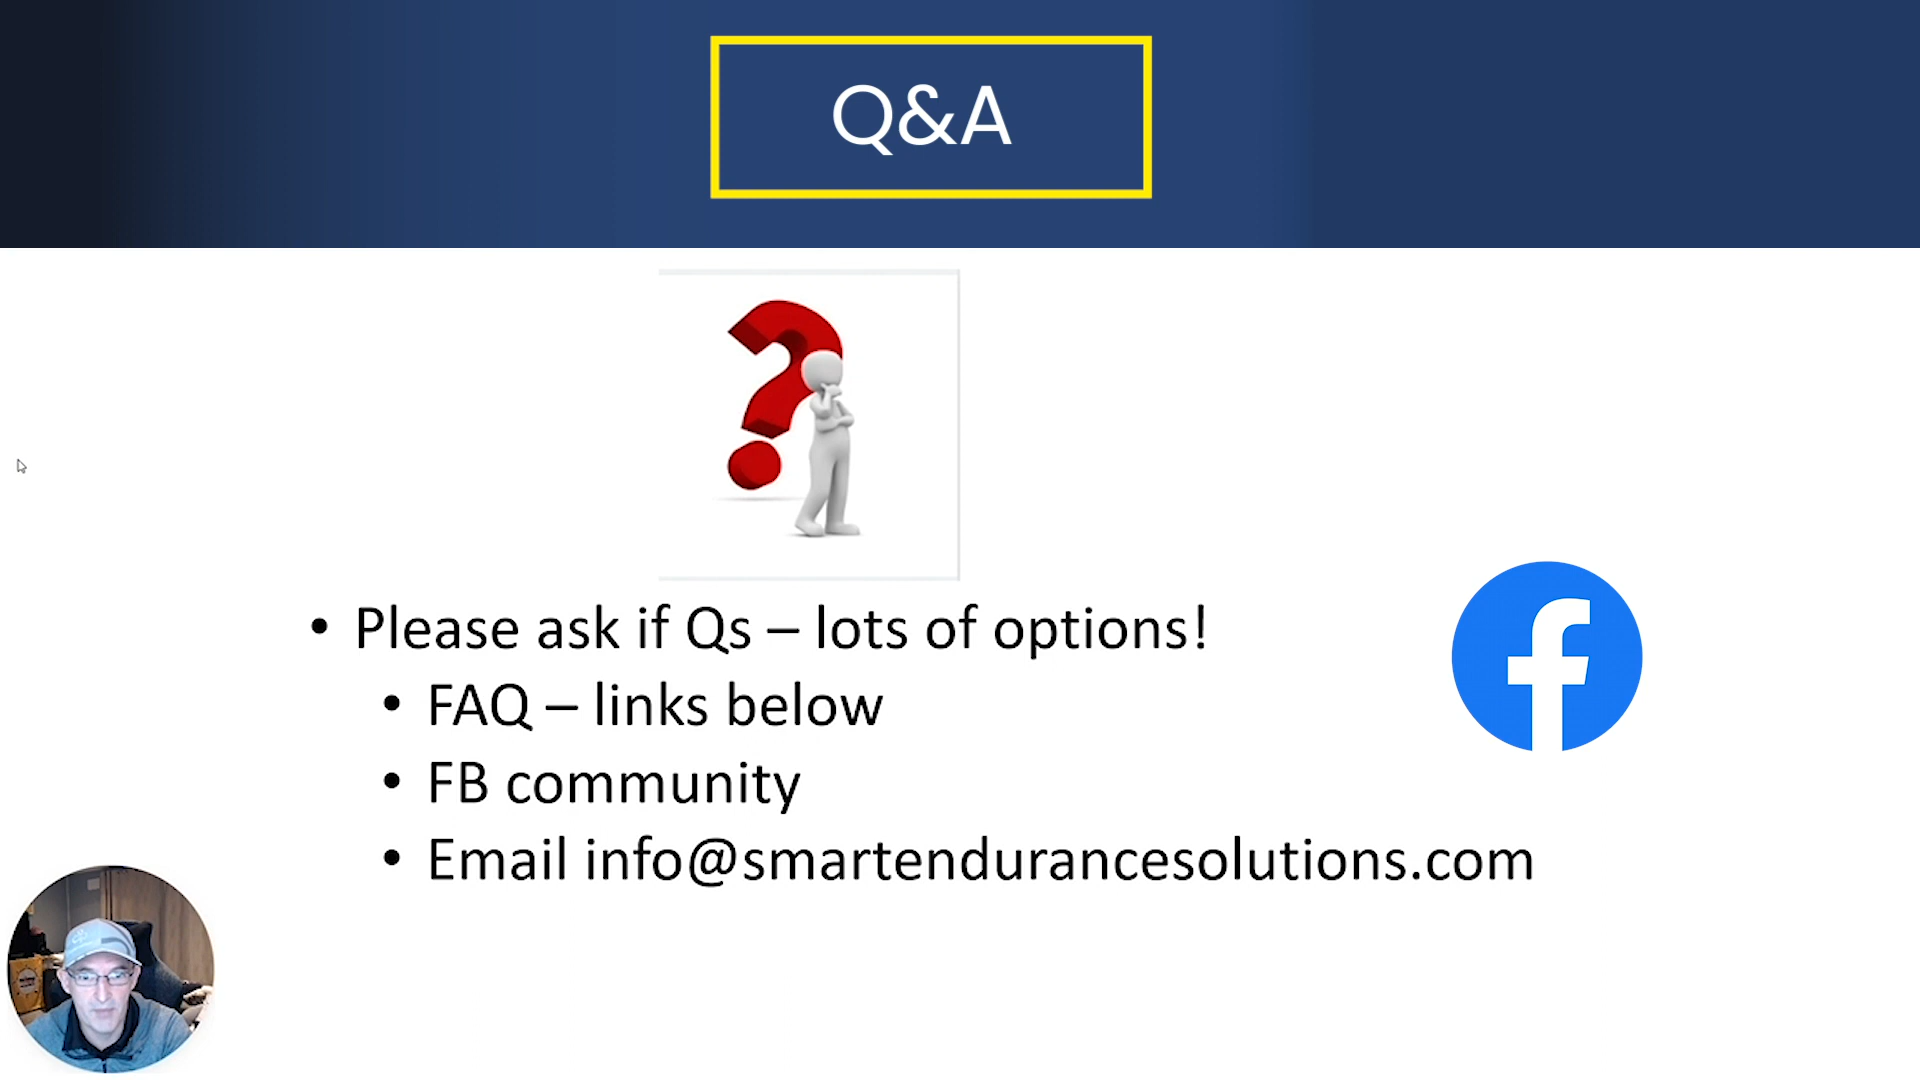 Q&A
• Please ask if Qs – lots of options!
• FAQ – links below
• FB community
• Email info@smartendurancesolutions.com